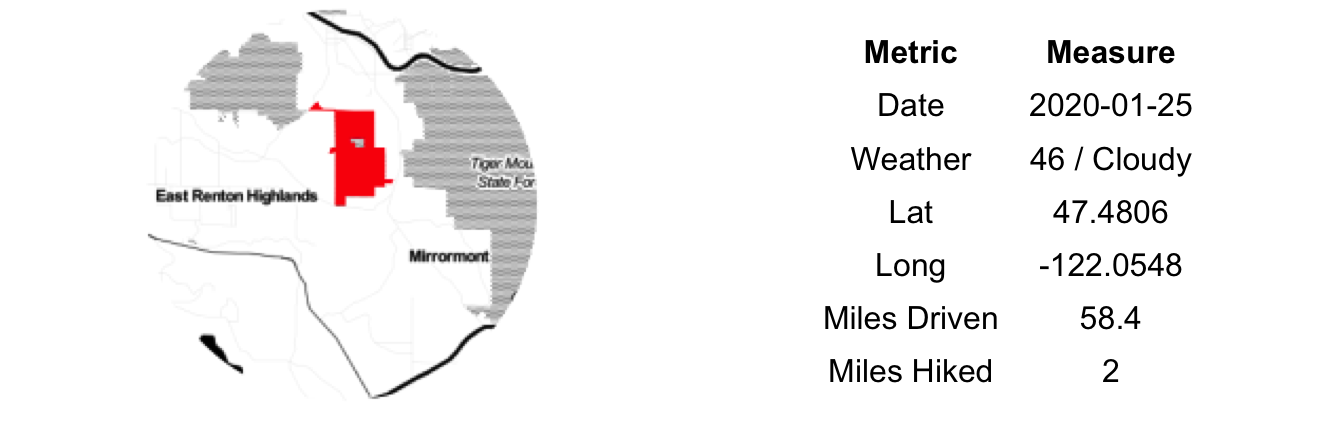 Tiger Mou
State For
East Renton Highlands
Mirrormont
Metric Measure
Date 2020-01-25
Weather 46 / Cloudy
Lat 47.4806
Long -122.0548
Miles Driven 58.4
Miles Hiked 2